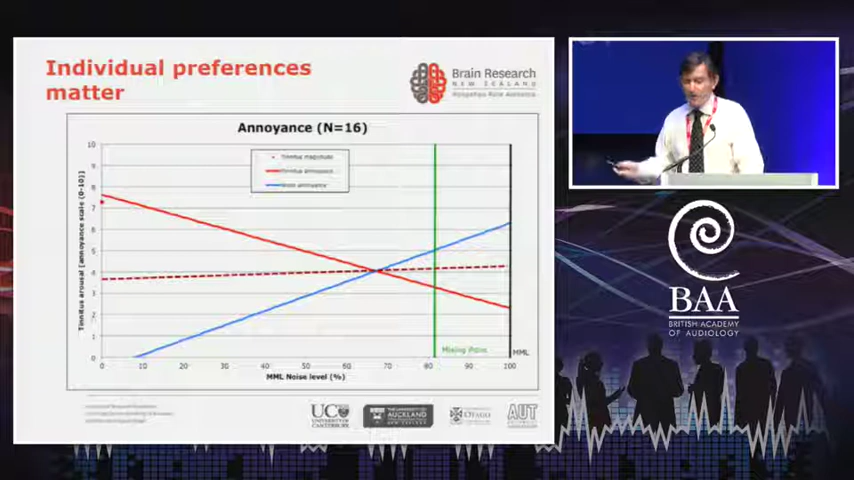 Individual preferences
matter
Brain Research
NEW ZEALAND
Annoyance (N=16)
Tinnitus magnitude
Tinnitus annoyance
Noise annoyance
Tinnitus arousal [annoyance scale (0-10)]
10
9
8
7
6
5
4
3
2
1
0
0 10 20 30 40 50 60 70 80 90 100
Mixing Point
MML
MML Noise level (%)
UC
UNIVERSITY OF
CANTERBURY
THE UNIVERSITY OF
AUCKLAND
NEW ZEALAND
OTAGO
AUT
BAA
BRITISH ACADEMY
OF AUDIOLOGY